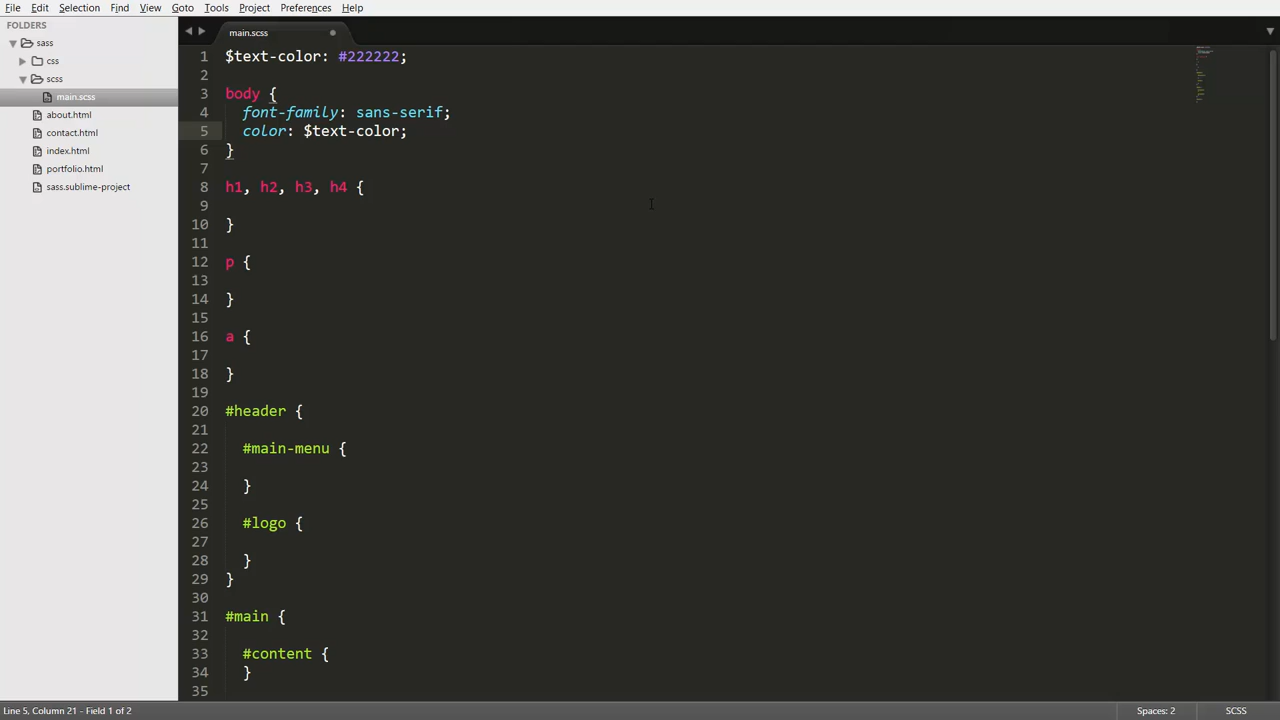 File Edit Selection Find View Goto Tools Project Preferences Help
FOLDERS
sass
css
scss
main.scss
about.html
contact.html
index.html
portfolio.html
sass.sublime-project
main.scss
1 $text-color: #222222;
2
3 body {
4 font-family: sans-serif;
5 color: $text-color;
6 }
7
8 h1, h2, h3, h4 {
9
10 }
11
12 p {
13
14 }
15
16 a {
17
18 }
19
20 #header {
21
22 #main-menu {
23
24 }
25
26 #logo {
27
28 }
29 }
30
31 #main {
32
33 #content {
34 }
35
Line 5, Column 21 - Field 1 of 2 Spaces: 2 SCSS